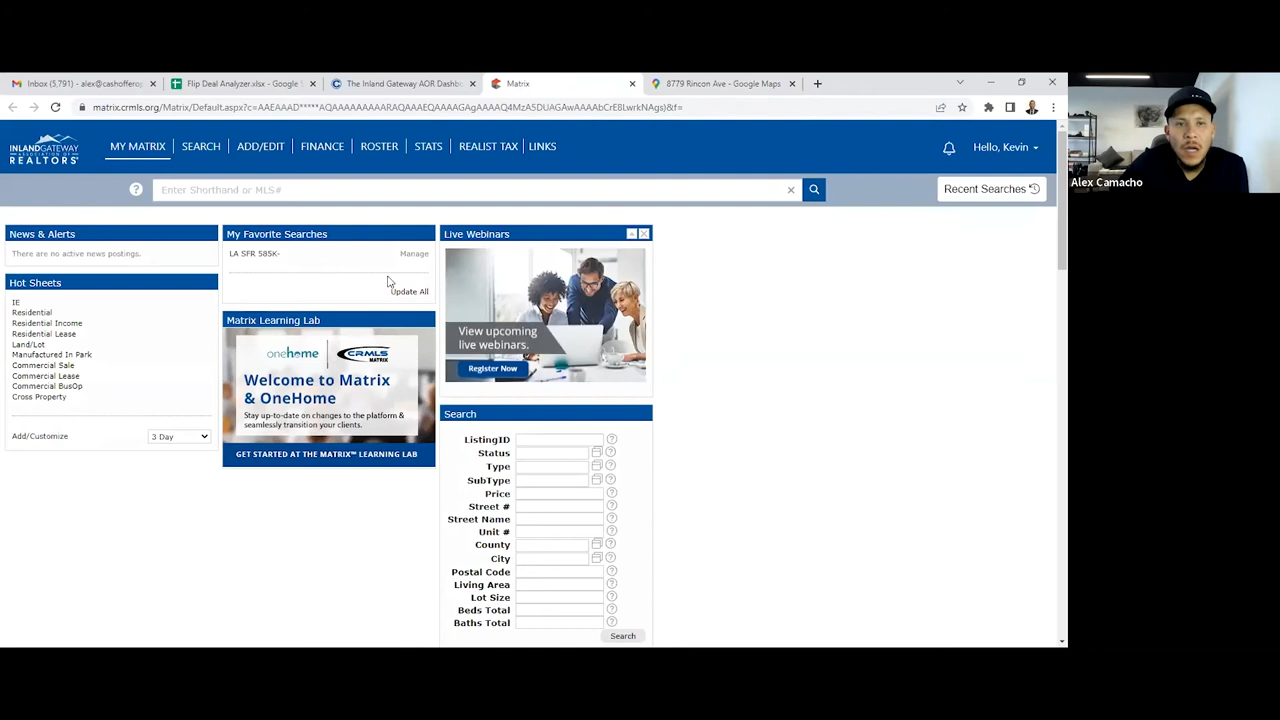 Inbox (5,791) - alex@cashofferop
Flip Deal Analyzer.xlsx - Google S
The Inland Gateway AOR Dashbo
Matrix
8779 Rincon Ave - Google Maps
matrix.crmls.org/Matrix/Default.aspx?c=AAEAAAD*****AQAAAAAAAAARAQAAAEQAAAAGAgAAAAQ4MzA5DUAGAwAAAAbCrE8LwrkNAgs)&f=
INLANDGATEWAY
ASSOCIATION OF
REALTORS®
MY MATRIX
SEARCH
ADD/EDIT
FINANCE
ROSTER
STATS
REALIST TAX
LINKS
Hello, Kevin
Enter Shorthand or MLS#
Recent Searches
Alex Camacho
News & Alerts
There are no active news postings.
Hot Sheets
IE
Residential
Residential Income
Residential Lease
Land/Lot
Manufactured In Park
Commercial Sale
Commercial Lease
Commercial BusOp
Cross Property
Add/Customize
3 Day
My Favorite Searches
LA SFR 585K-
Manage
Update All
Matrix Learning Lab
onehome
CRMLS
MATRIX
Welcome to Matrix
& OneHome
Stay up-to-date on changes to the platform &
seamlessly transition your clients.
GET STARTED AT THE MATRIX™ LEARNING LAB
Live Webinars
View upcoming
live webinars.
Register Now
Search
ListingID
Status
Type
SubType
Price
Street #
Street Name
Unit #
County
City
Postal Code
Living Area
Lot Size
Beds Total
Baths Total
Search